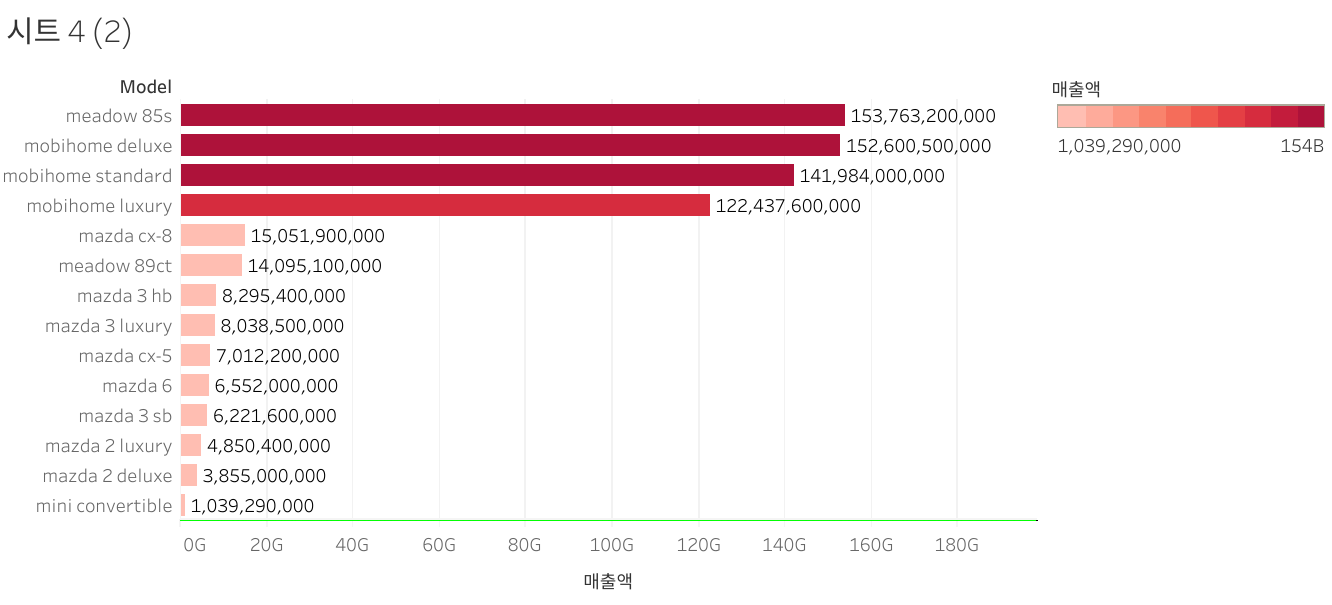 시트 4 (2)
Model
매출액
meadow 85s 153,763,200,000
1,039,290,000 154B
mobihome deluxe 152,600,500,000
mobihome standard 141,984,000,000
mobihome luxury 122,437,600,000
mazda cx-8 15,051,900,000
meadow 89ct 14,095,100,000
mazda 3 hb 8,295,400,000
mazda 3 luxury 8,038,500,000
mazda cx-5 7,012,200,000
mazda 6 6,552,000,000
mazda 3 sb 6,221,600,000
mazda 2 luxury 4,850,400,000
mazda 2 deluxe 3,855,000,000
mini convertible 1,039,290,000
0G 20G 40G 60G 80G 100G 120G 140G 160G 180G
매출액